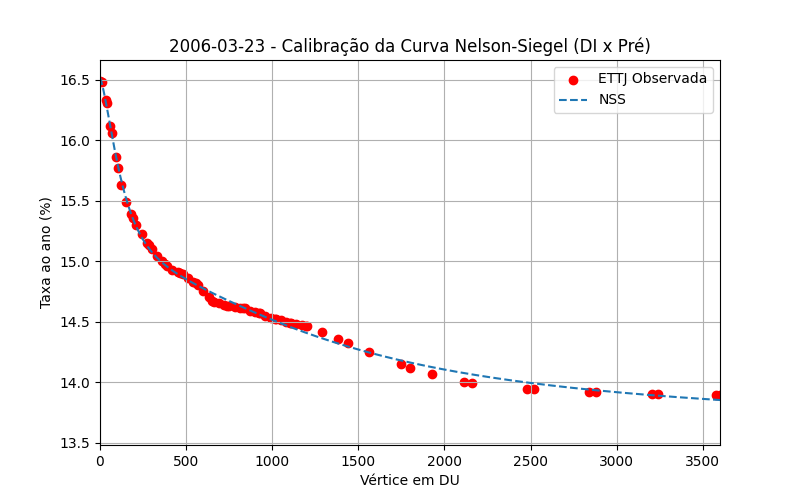 2006-03-23 - Calibração da Curva Nelson-Siegel (DI x Pré)
ETTJ Observada
NSS
Taxa ao ano (%)
16.5
16.0
15.5
15.0
14.5
14.0
13.5
0 500 1000 1500 2000 2500 3000 3500
Vértice em DU